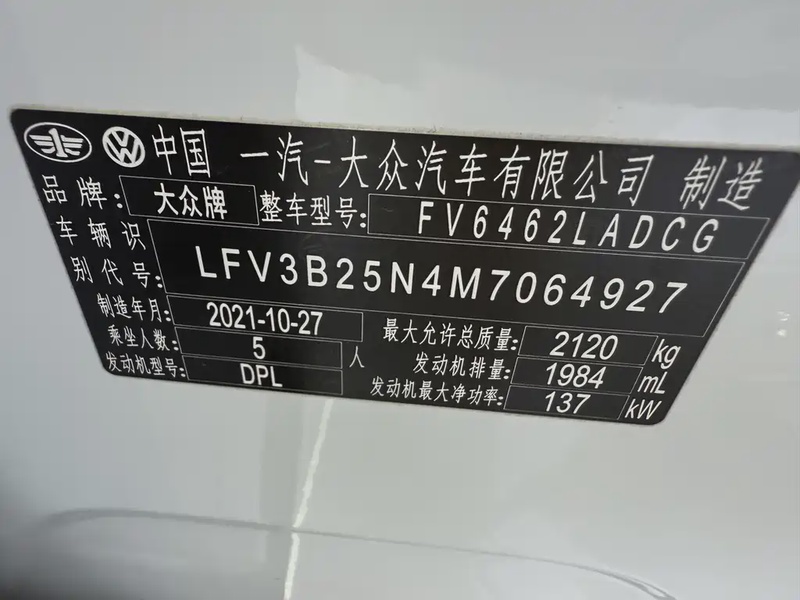 中国 一汽-大众汽车有限公司 制造
品牌: 大众牌 整车型号: FV6462LADCG
车辆识
别代号: LFV3B25N4M7064927
制造年月: 2021-10-27 最大允许总质量: 2120 kg
乘坐人数: 5 人 发动机排量: 1984 mL
发动机型号: DPL 发动机最大净功率: 137 kW